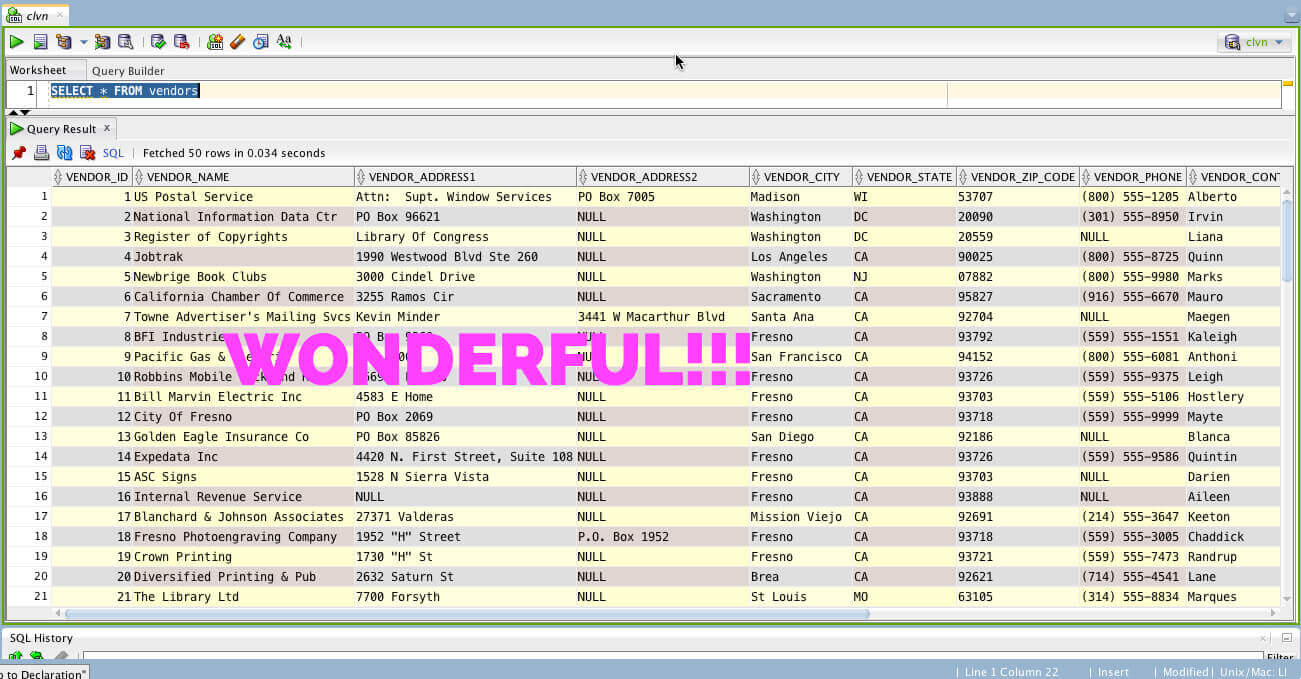 clvn
clvn
Worksheet Query Builder
1 SELECT * FROM vendors
Query Result x
SQL | Fetched 50 rows in 0.034 seconds
VENDOR_ID VENDOR_NAME VENDOR_ADDRESS1 VENDOR_ADDRESS2 VENDOR_CITY VENDOR_STATE VENDOR_ZIP_CODE VENDOR_PHONE VENDOR_CONT
1 1 US Postal Service Attn: Supt. Window Services PO Box 7005 Madison WI 53707 (800) 555-1205 Alberto
2 2 National Information Data Ctr PO Box 96621 NULL Washington DC 20090 (301) 555-8950 Irvin
3 3 Register of Copyrights Library Of Congress NULL Washington DC 20559 NULL Liana
4 4 Jobtrak 1990 Westwood Blvd Ste 260 NULL Los Angeles CA 90025 (800) 555-8725 Quinn
5 5 Newbrige Book Clubs 3000 Cindel Drive NULL Washington NJ 07882 (800) 555-9980 Marks
6 6 California Chamber Of Commerce 3255 Ramos Cir NULL Sacramento CA 95827 (916) 555-6670 Mauro
7 7 Towne Advertiser's Mailing Svcs Kevin Minder 3441 W Macarthur Blvd Santa Ana CA 92704 NULL Maegen
8 8 BFI Fresno CA 93792 (559) 555-1551 Kaleigh
WONDERFUL!!!
9 9 Pacific Gas & San Francisco CA 94152 (800) 555-6081 Anthoni
10 10 Robbins Mobile Fresno CA 93726 (559) 555-9375 Leigh
11 11 Bill Marvin Electric Inc 4583 E Home NULL Fresno CA 93703 (559) 555-5106 Hostlery
12 12 City Of Fresno PO Box 2069 NULL Fresno CA 93718 (559) 555-9999 Mayte
13 13 Golden Eagle Insurance Co PO Box 85826 NULL San Diego CA 92186 NULL Blanca
14 14 Expedata Inc 4420 N. First Street, Suite 108 NULL Fresno CA 93726 (559) 555-9586 Quintin
15 15 ASC Signs 1528 N Sierra Vista NULL Fresno CA 93703 NULL Darien
16 16 Internal Revenue Service NULL NULL Fresno CA 93888 NULL Aileen
17 17 Blanchard & Johnson Associates 27371 Valderas NULL Mission Viejo CA 92691 (214) 555-3647 Keeton
18 18 Fresno Photoengraving Company 1952 "H" Street P.O. Box 1952 Fresno CA 93718 (559) 555-3005 Chaddick
19 19 Crown Printing 1730 "H" St NULL Fresno CA 93721 (559) 555-7473 Randrup
20 20 Diversified Printing & Pub 2632 Saturn St NULL Brea CA 92621 (714) 555-4541 Lane
21 21 The Library Ltd 7700 Forsyth NULL St Louis MO 63105 (314) 555-8834 Marques
SQL History
Filter
to Declaration" | Line 1 Column 22 | Insert | Modified | Unix/Mac: LI